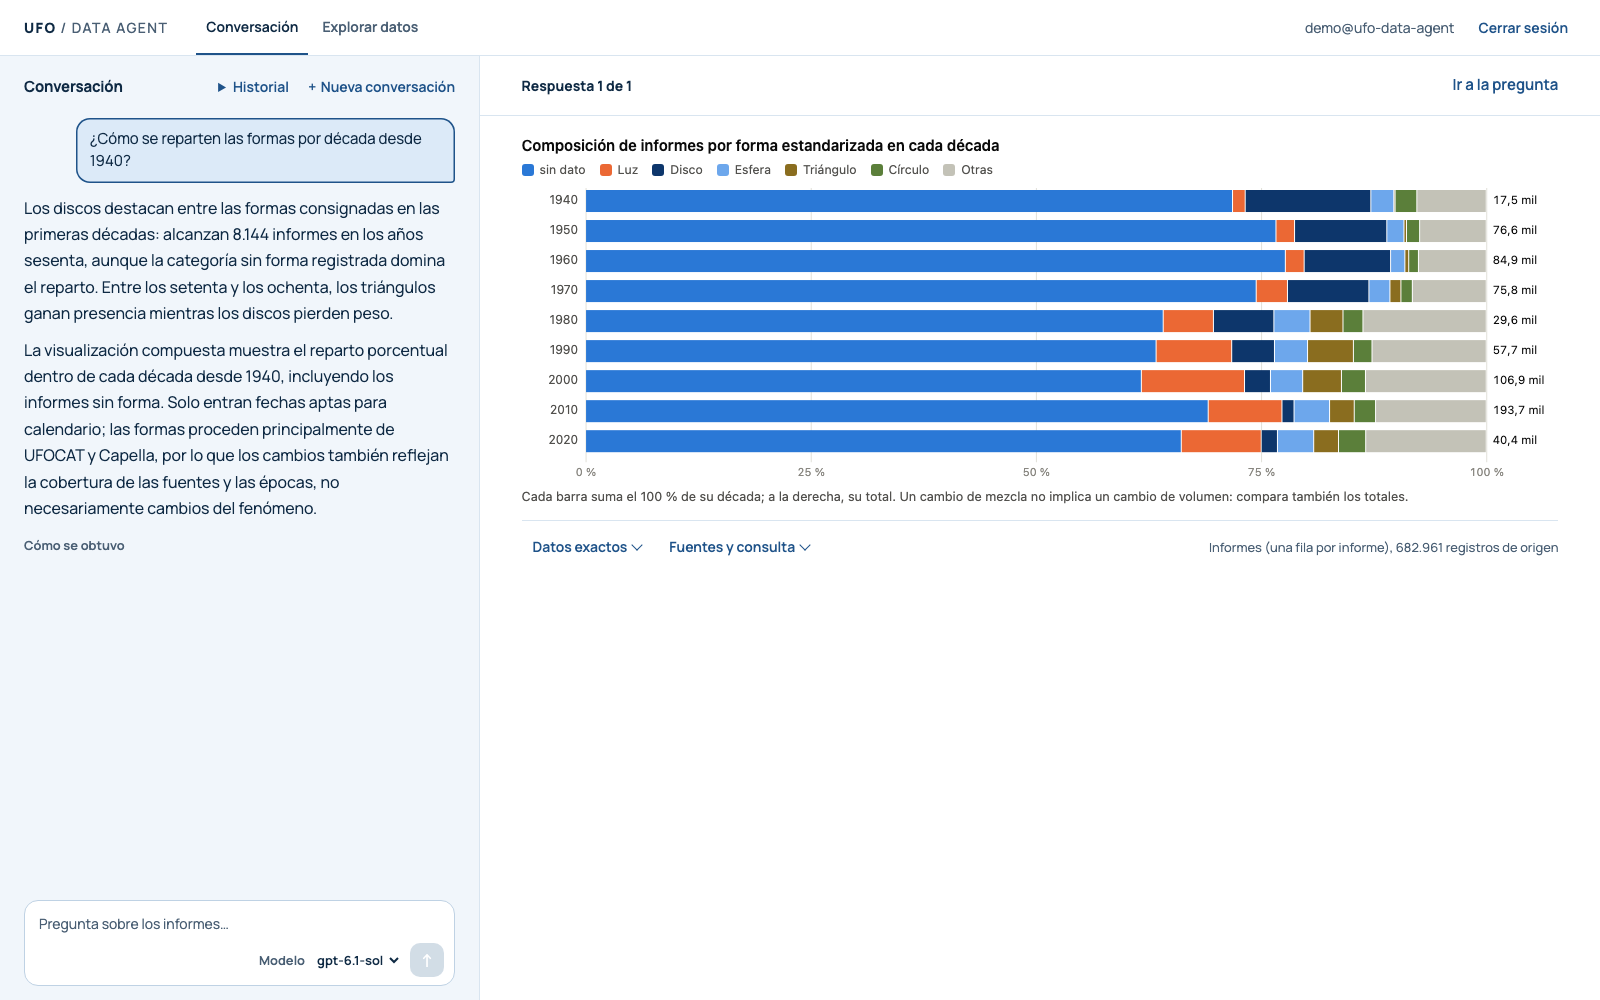 UFO / DATA AGENT
Conversación
Explorar datos
demo@ufo-data-agent
Cerrar sesión
Conversación
Historial
+ Nueva conversación
¿Cómo se reparten las formas por década desde
1940?
Los discos destacan entre las formas consignadas en las
primeras décadas: alcanzan 8.144 informes en los años
sesenta, aunque la categoría sin forma registrada domina
el reparto. Entre los setenta y los ochenta, los triángulos
ganan presencia mientras los discos pierden peso.
La visualización compuesta muestra el reparto porcentual
dentro de cada década desde 1940, incluyendo los
informes sin forma. Solo entran fechas aptas para
calendario; las formas proceden principalmente de
UFOCAT y Capella, por lo que los cambios también reflejan
la cobertura de las fuentes y las épocas, no
necesariamente cambios del fenómeno.
Cómo se obtuvo
Pregunta sobre los informes…
Modelo gpt-6.1-sol
Respuesta 1 de 1
Ir a la pregunta
Composición de informes por forma estandarizada en cada década
sin dato Luz Disco Esfera Triángulo Círculo Otras
1940 17,5 mil
1950 76,6 mil
1960 84,9 mil
1970 75,8 mil
1980 29,6 mil
1990 57,7 mil
2000 106,9 mil
2010 193,7 mil
2020 40,4 mil
0 % 25 % 50 % 75 % 100 %
Cada barra suma el 100 % de su década; a la derecha, su total. Un cambio de mezcla no implica un cambio de volumen: compara también los totales.
Datos exactos
Fuentes y consulta
Informes (una fila por informe), 682.961 registros de origen